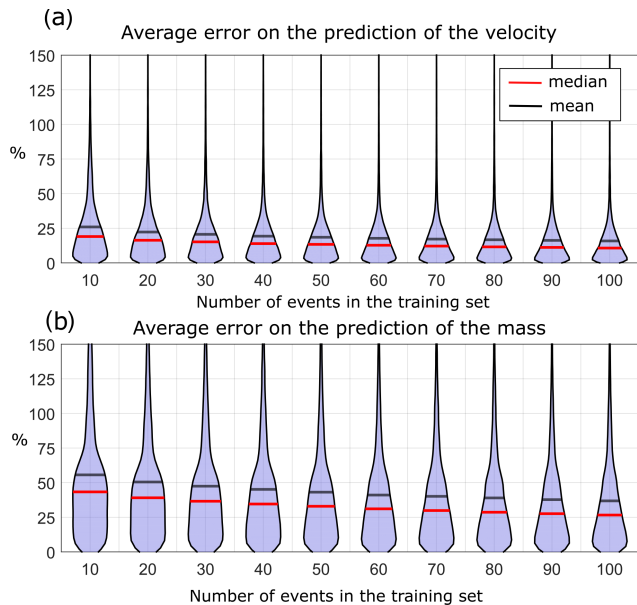 (a)
Average error on the prediction of the velocity
150
125
100
75
50
25
0
%
median
mean
10 20 30 40 50 60 70 80 90 100
Number of events in the training set
(b)
Average error on the prediction of the mass
150
125
100
75
50
25
0
%
10 20 30 40 50 60 70 80 90 100
Number of events in the training set